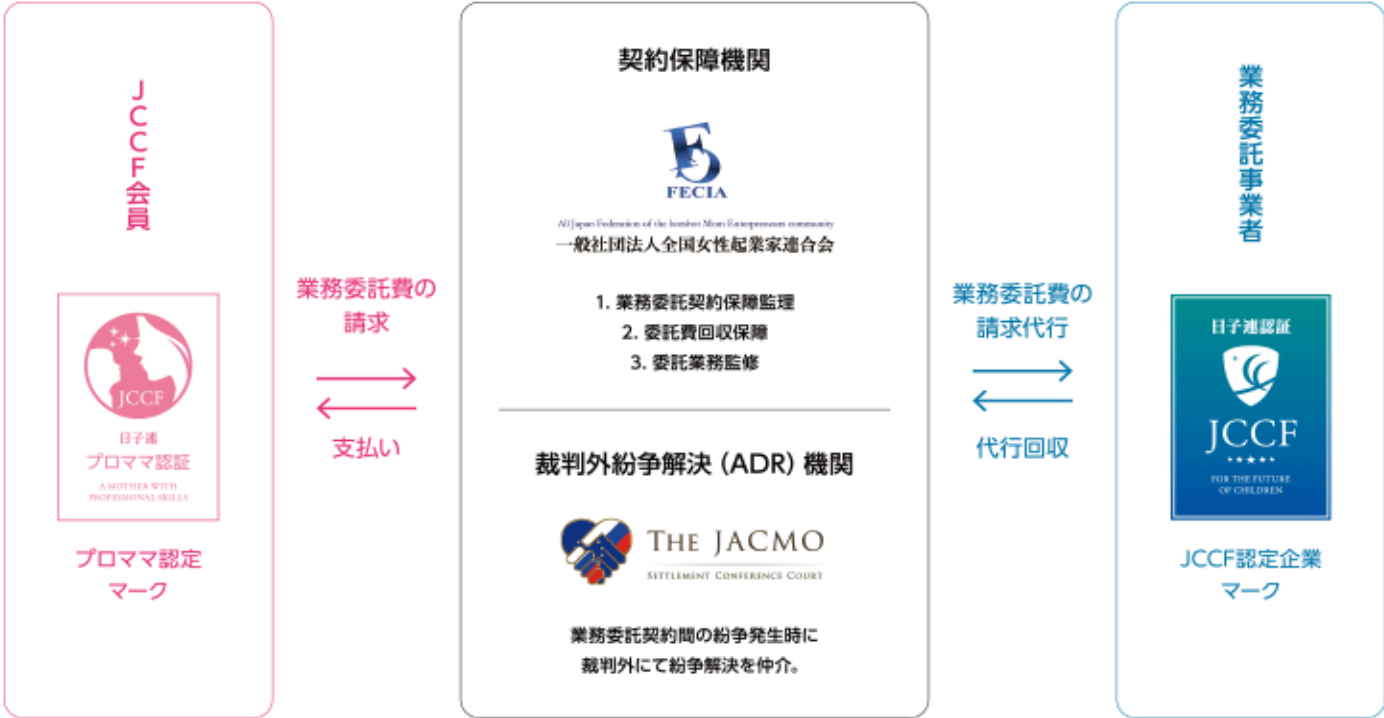 JCCF会員
JCCF
日子連
プロママ認証
A MOTHER WITH
PROFESSIONAL SKILLS
プロママ認定
マーク
業務委託費の
請求
支払い
契約保障機関
FECIA
All Japan Federation of the hotshot Mom Entrepreneurs community
一般社団法人全国女性起業家連合会
1. 業務委託契約保障監理
2. 委託費回収保障
3. 委託業務監修
裁判外紛争解決（ADR）機関
THE JACMO
SETTLEMENT CONFERENCE COURT
業務委託契約間の紛争発生時に
裁判外にて紛争解決を仲介。
業務委託費の
請求代行
代行回収
業務委託事業者
日子連認証
JCCF
FOR THE FUTURE
OF CHILDREN
JCCF認定企業
マーク